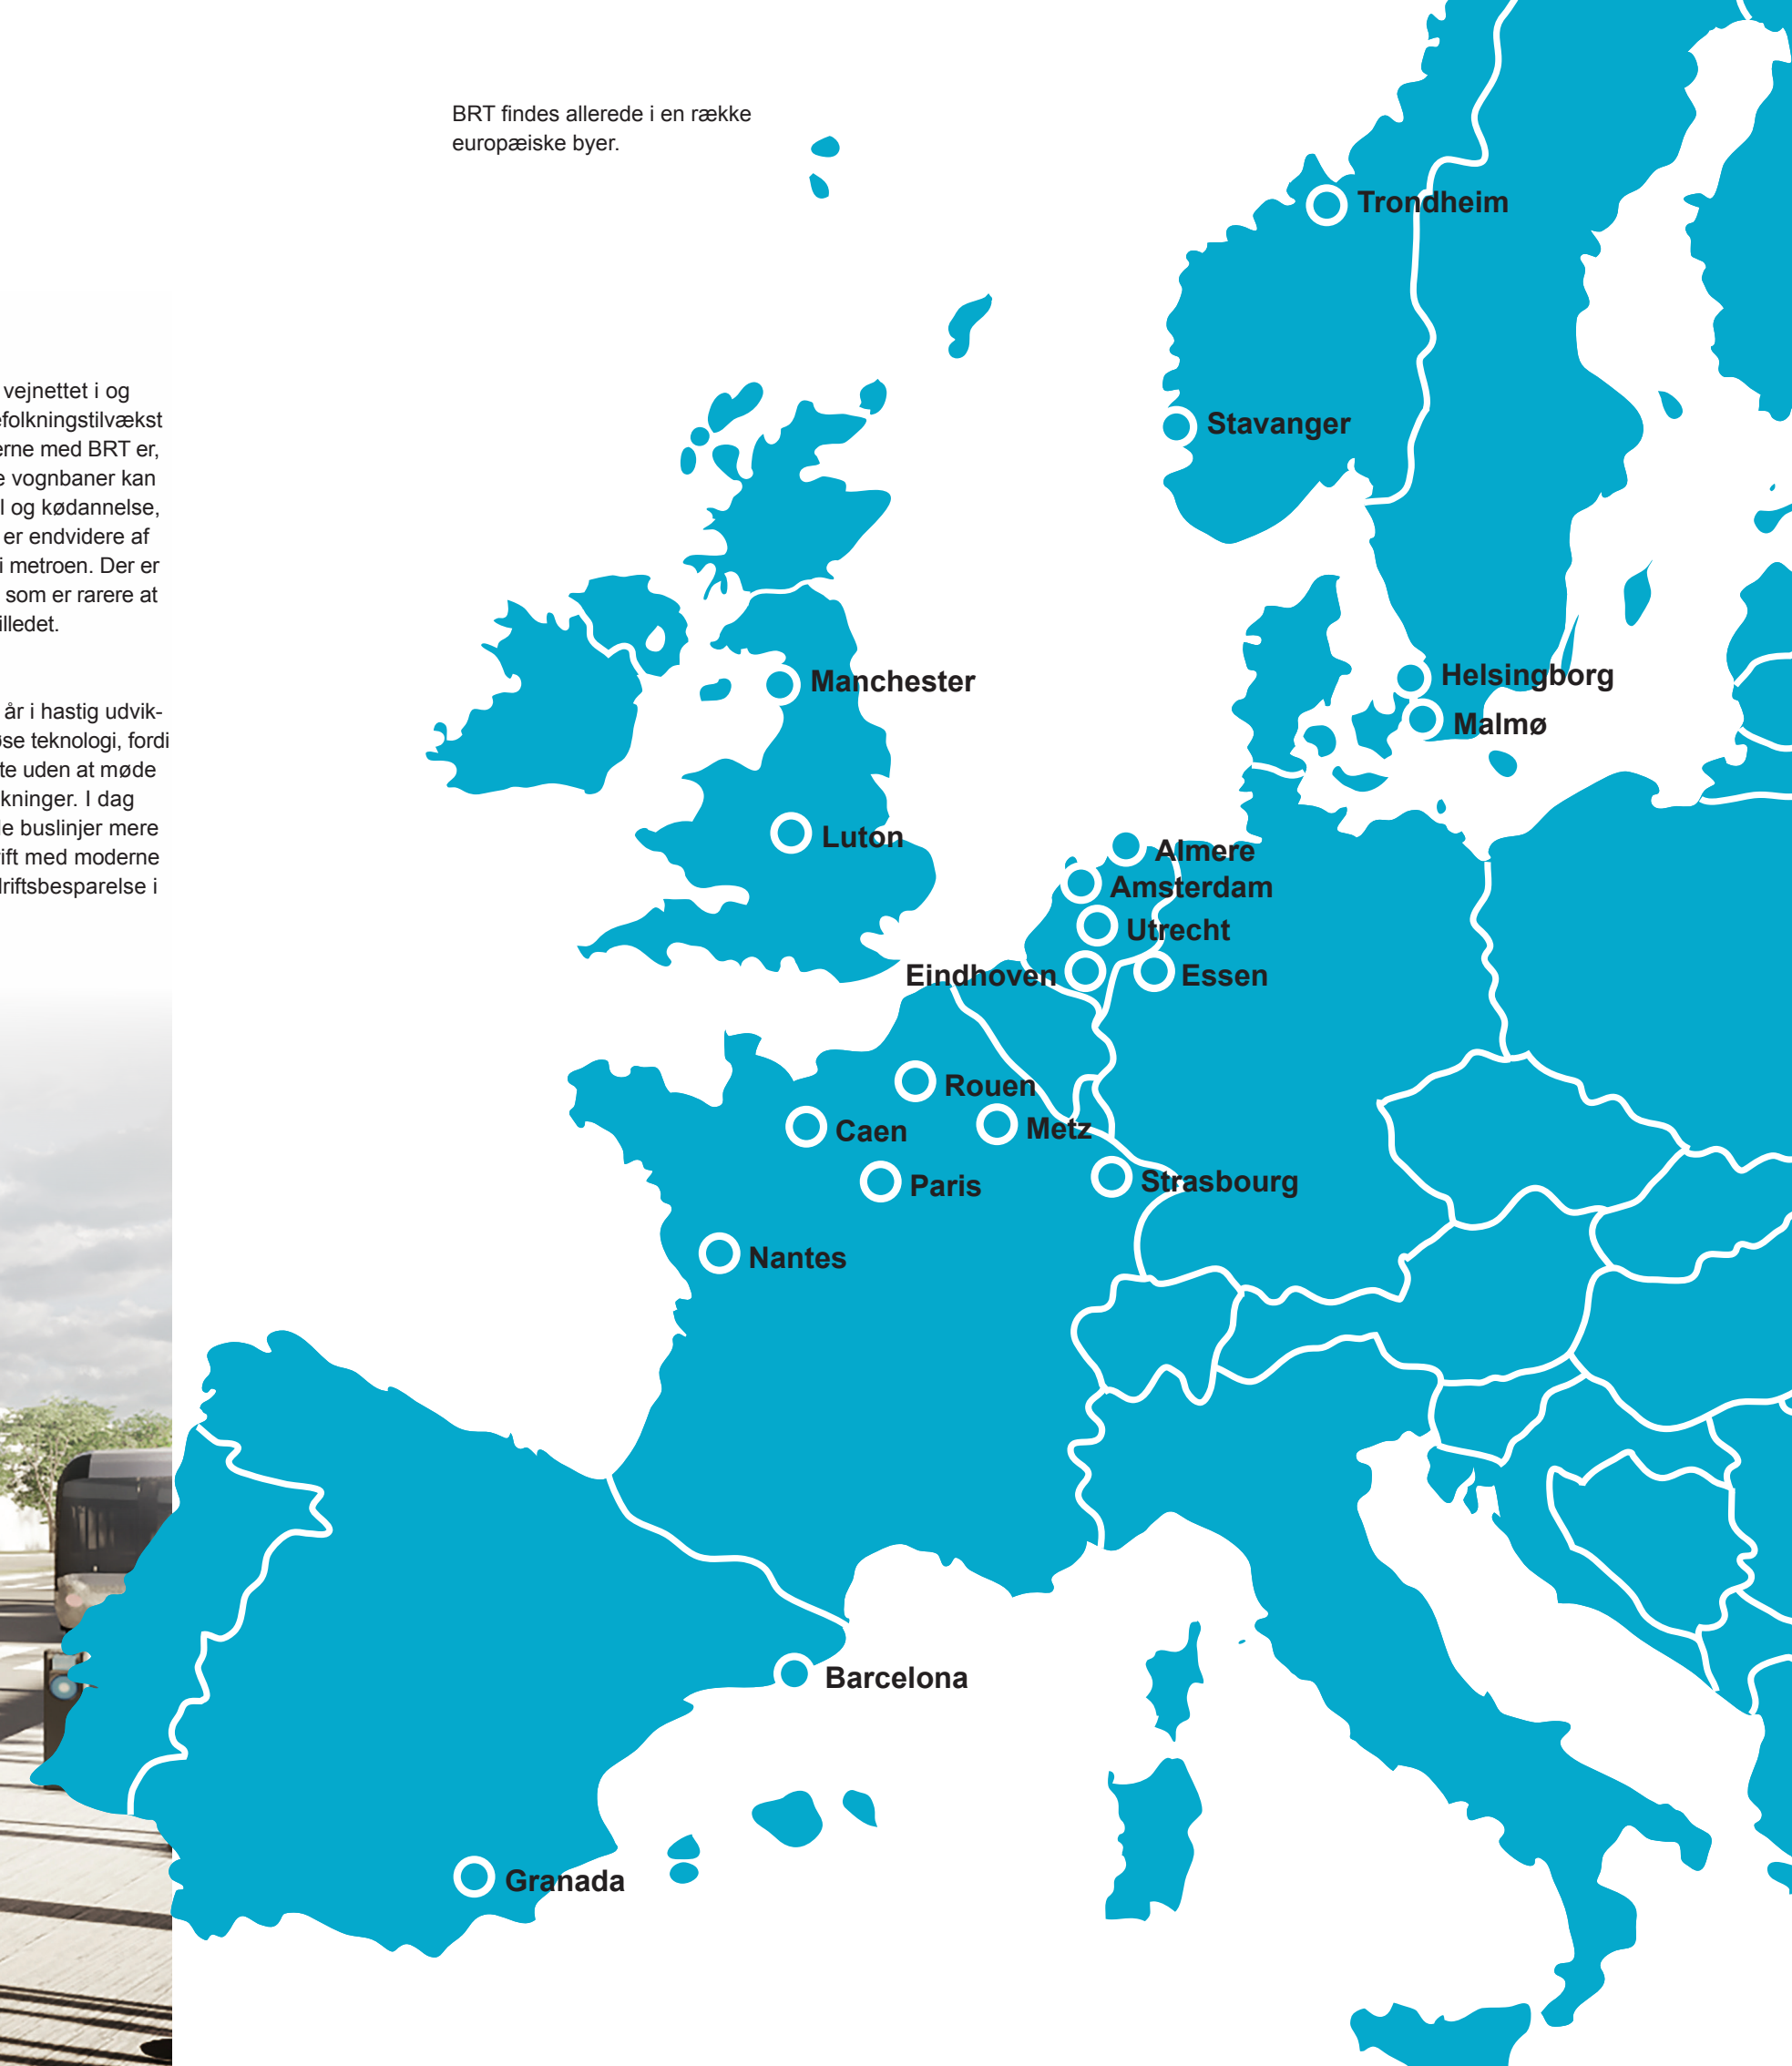 BRT findes allerede i en række
europæiske byer.
vejnettet i og
efolkningstilvækst
erne med BRT er,
e vognbaner kan
l og kødannelse,
er endvidere af
i metroen. Der er
som er rarere at
illedet.
år i hastig udvik-
øse teknologi, fordi
te uden at møde
kninger. I dag
de buslinjer mere
rift med moderne
driftsbesparelse i
Trondheim
Stavanger
Manchester
Helsingborg
Malmø
Luton
Almere
Amsterdam
Utrecht
Eindhoven
Essen
Rouen
Caen
Metz
Paris
Strasbourg
Nantes
Barcelona
Granada